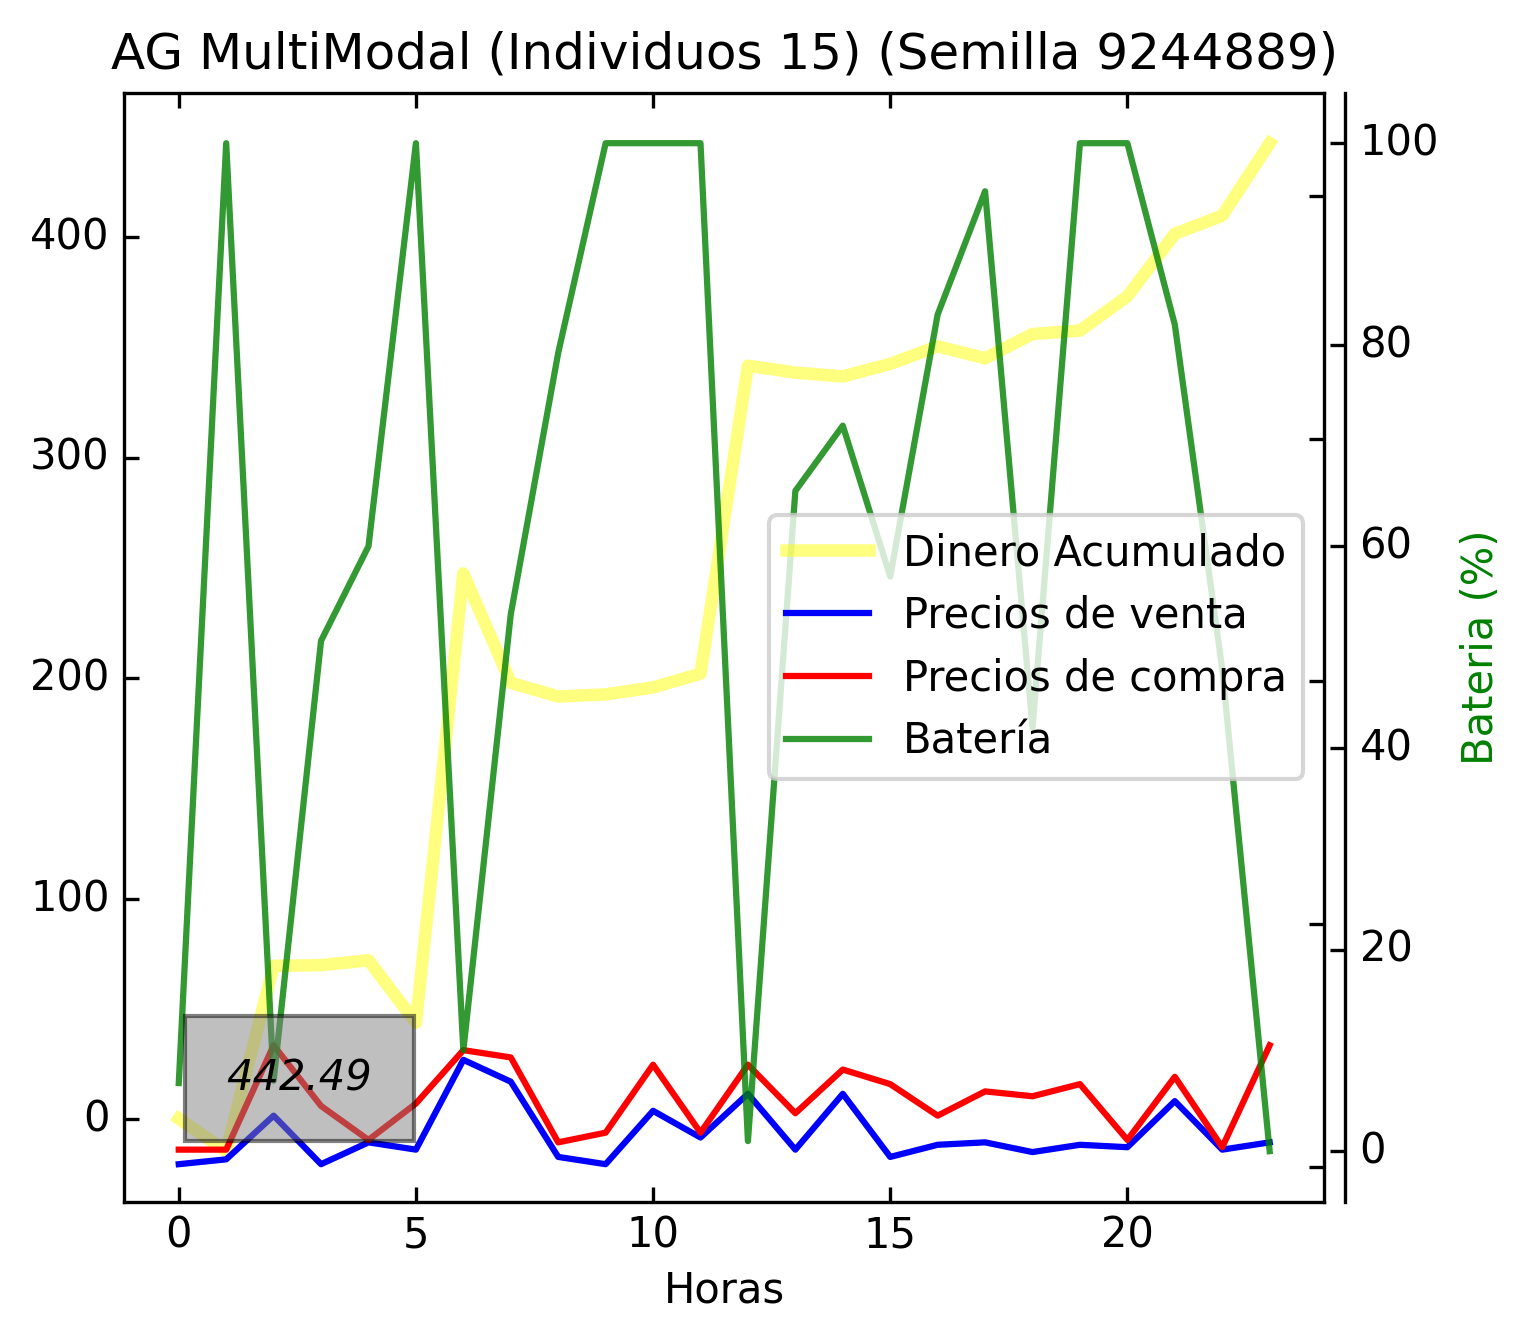 AG MultiModal (Individuos 15) (Semilla 9244889)
400
300
200
100
0
100
80
60
40
20
0
Bateria (%)
Dinero Acumulado
Precios de venta
Precios de compra
Batería
442.49
0 5 10 15 20
Horas